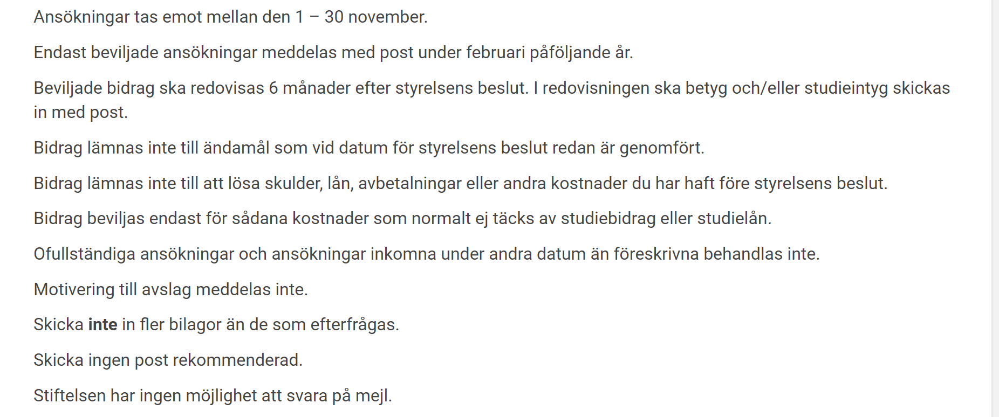 Ansökningar tas emot mellan den 1 – 30 november.
Endast beviljade ansökningar meddelas med post under februari påföljande år.
Beviljade bidrag ska redovisas 6 månader efter styrelsens beslut. I redovisningen ska betyg och/eller studieintyg skickas
in med post.
Bidrag lämnas inte till ändamål som vid datum för styrelsens beslut redan är genomfört.
Bidrag lämnas inte till att lösa skulder, lån, avbetalningar eller andra kostnader du har haft före styrelsens beslut.
Bidrag beviljas endast för sådana kostnader som normalt ej täcks av studiebidrag eller studielån.
Ofullständiga ansökningar och ansökningar inkomna under andra datum än föreskrivna behandlas inte.
Motivering till avslag meddelas inte.
Skicka inte in fler bilagor än de som efterfrågas.
Skicka ingen post rekommenderad.
Stiftelsen har ingen möjlighet att svara på mejl.